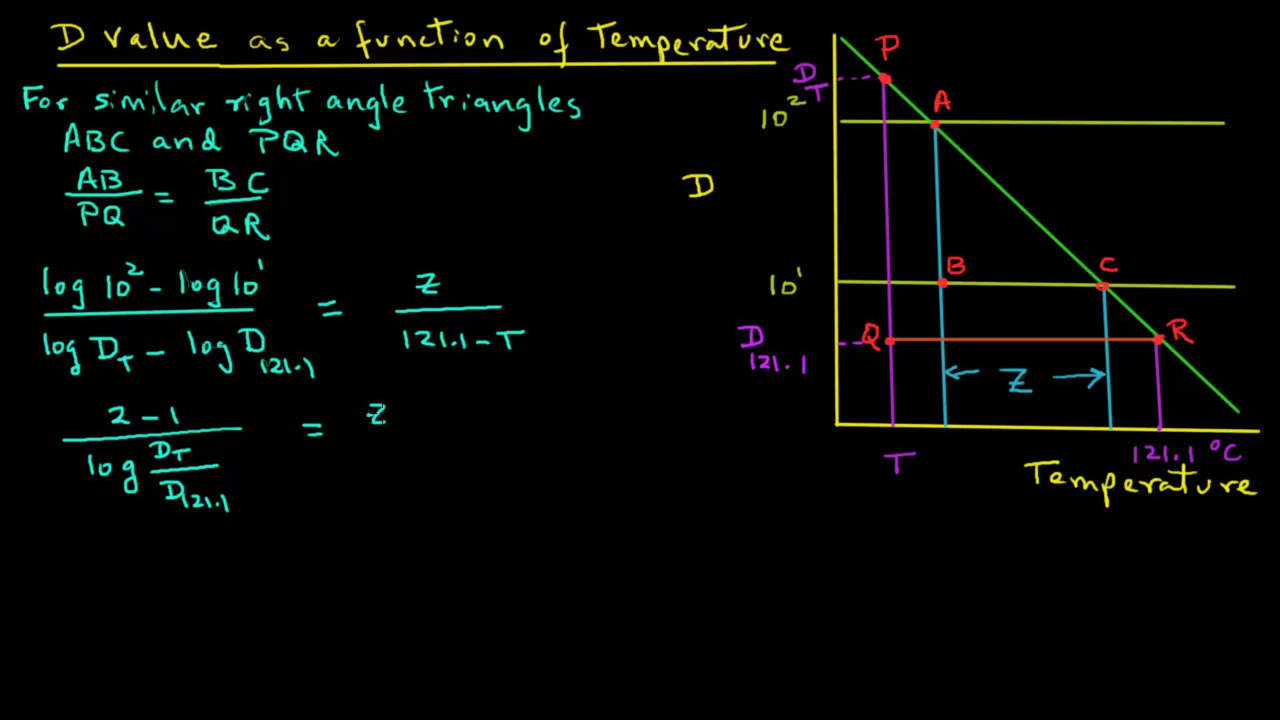 D value as a function of Temperature
For similar right angle triangles
ABC and PQR
AB/PQ = BC/QR
(log 10² - log 10¹)/(log D_T - log D_121.1) = z/(121.1 - T)
(2 - 1)/(log D_T/D_121.1) = z
P
D_T
A
10²
D
B
C
10¹
D_121.1
Q
R
Z
T
121.1 °C
Temperature